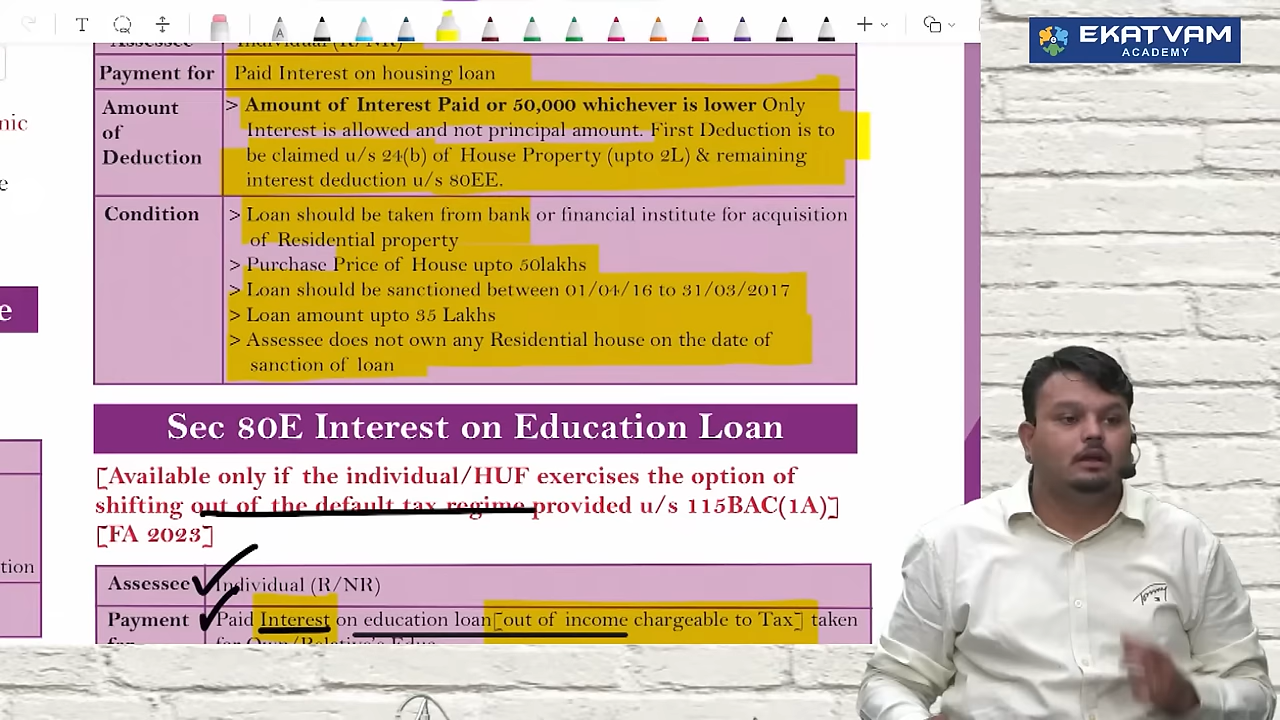 EKATVAM
ACADEMY
Assessee Individual (R/NR)
Payment for Paid Interest on housing loan
Amount of Deduction
> Amount of Interest Paid or 50,000 whichever is lower Only
Interest is allowed and not principal amount. First Deduction is to
be claimed u/s 24(b) of House Property (upto 2L) & remaining
interest deduction u/s 80EE.
Condition
> Loan should be taken from bank or financial institute for acquisition
of Residential property
> Purchase Price of House upto 50lakhs
> Loan should be sanctioned between 01/04/16 to 31/03/2017
> Loan amount upto 35 Lakhs
> Assessee does not own any Residential house on the date of
sanction of loan
Sec 80E Interest on Education Loan
[Available only if the individual/HUF exercises the option of
shifting out of the default tax regime provided u/s 115BAC(1A)]
[FA 2023]
Assessee Individual (R/NR)
Payment Paid Interest on education loan[out of income chargeable to Tax] taken
nic
e
e
tion
T
A